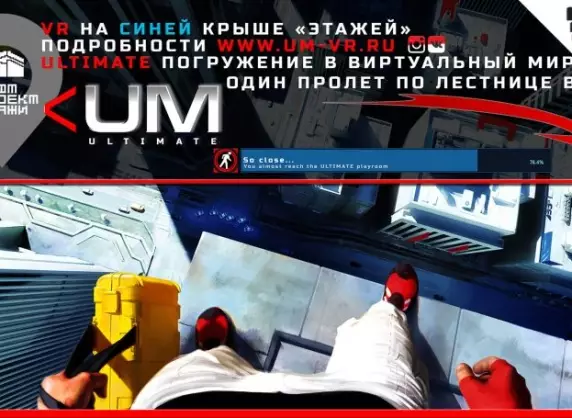 VR НА СИНЕЙ КРЫШЕ «ЭТАЖЕЙ»
ПОДРОБНОСТИ WWW.UM-VR.RU
ULTIMATE ПОГРУЖЕНИЕ В ВИРТУАЛЬНЫЙ МИР
ОДИН ПРОЛЕТ ПО ЛЕСТНИЦЕ В
<UM
ULTIMATE
So close...
You almost reach the ULTIMATE playroom